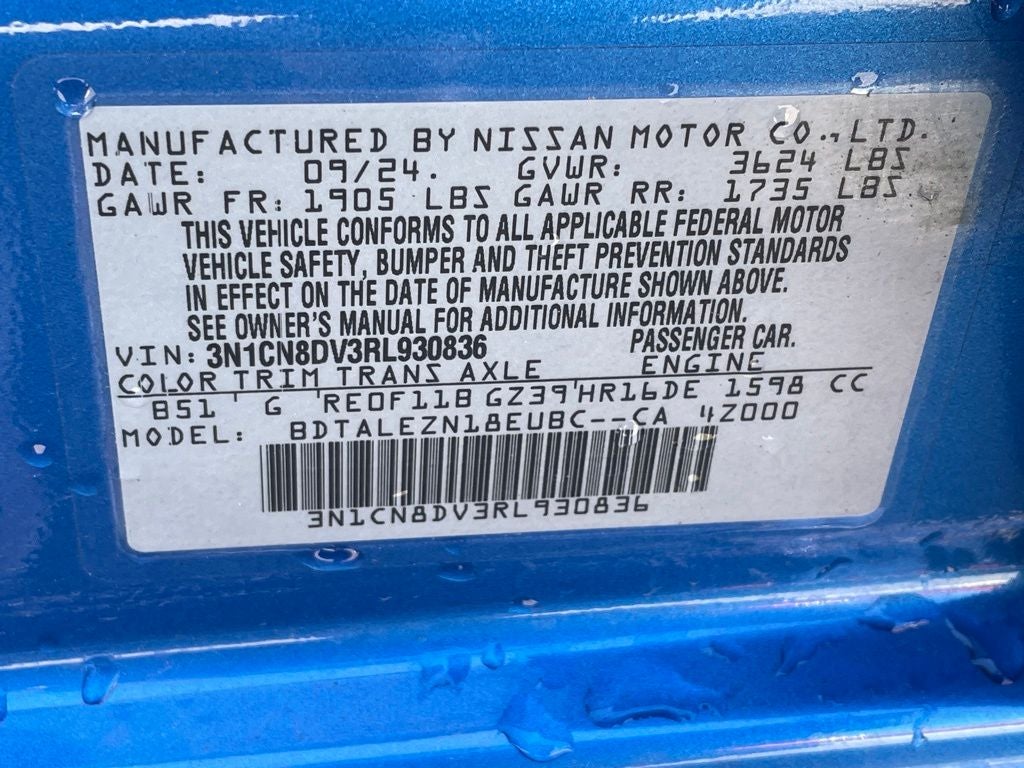 MANUFACTURED BY NISSAN MOTOR CO., LTD.
DATE: 09/24. GVWR: 3624 LBS
GAWR FR: 1905 LBS GAWR RR: 1735 LBS
THIS VEHICLE CONFORMS TO ALL APPLICABLE FEDERAL MOTOR
VEHICLE SAFETY, BUMPER AND THEFT PREVENTION STANDARDS
IN EFFECT ON THE DATE OF MANUFACTURE SHOWN ABOVE.
SEE OWNER'S MANUAL FOR ADDITIONAL INFORMATION.
VIN: 3N1CN8DV3RL930836 PASSENGER CAR.
COLOR TRIM TRANS AXLE ENGINE
B51 ' G 'RE0F11B GZ39'HR16DE 1598 CC
MODEL: BDTALEZN18EUBC--CA 4Z000
3N1CN8DV3RL930836